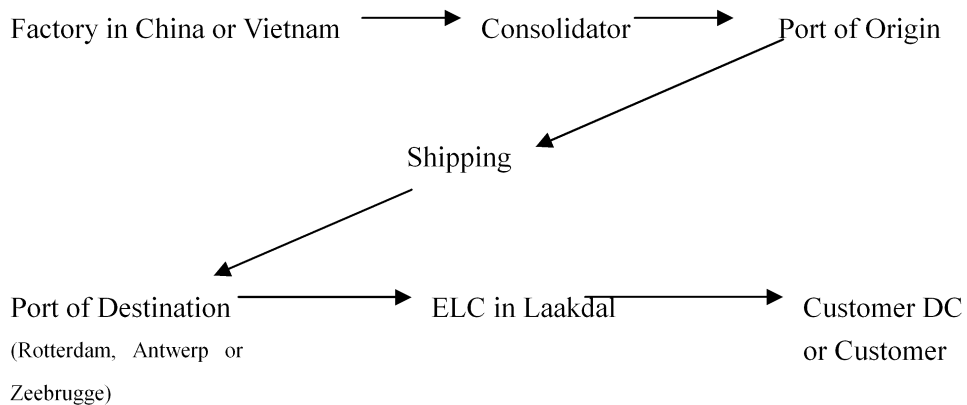 Factory in China or Vietnam Consolidator Port of Origin
Shipping
Port of Destination ELC in Laakdal Customer DC
(Rotterdam, Antwerp or or Customer
Zeebrugge)